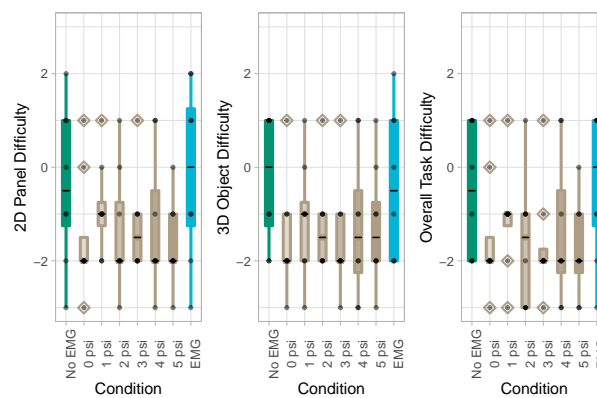 2D Panel Difficulty
2
0
−2
No EMG
0 psi
1 psi
2 psi
3 psi
4 psi
5 psi
EMG
Condition
3D Object Difficulty
2
0
−2
No EMG
0 psi
1 psi
2 psi
3 psi
4 psi
5 psi
EMG
Condition
Overall Task Difficulty
2
0
−2
No EMG
0 psi
1 psi
2 psi
3 psi
4 psi
5 psi
Condition